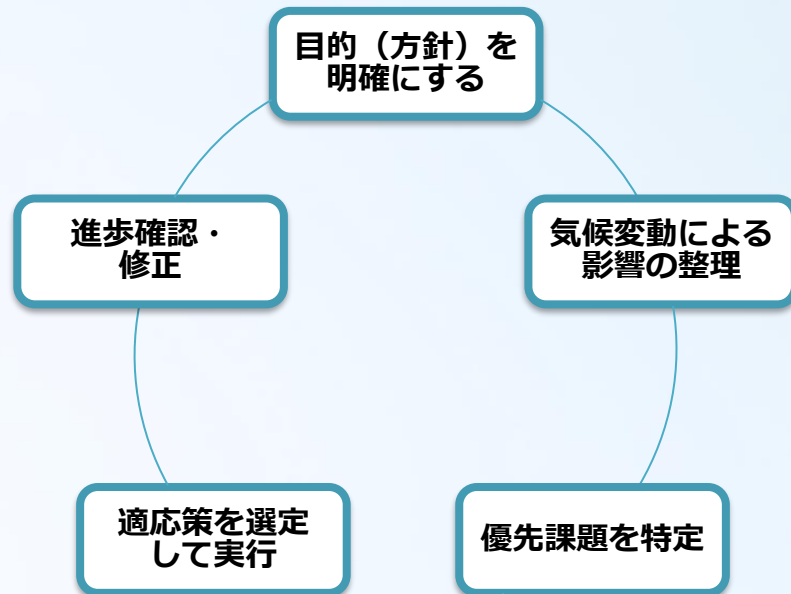 目的（方針）を
明確にする
進歩確認・
修正
気候変動による
影響の整理
適応策を選定
して実行
優先課題を特定